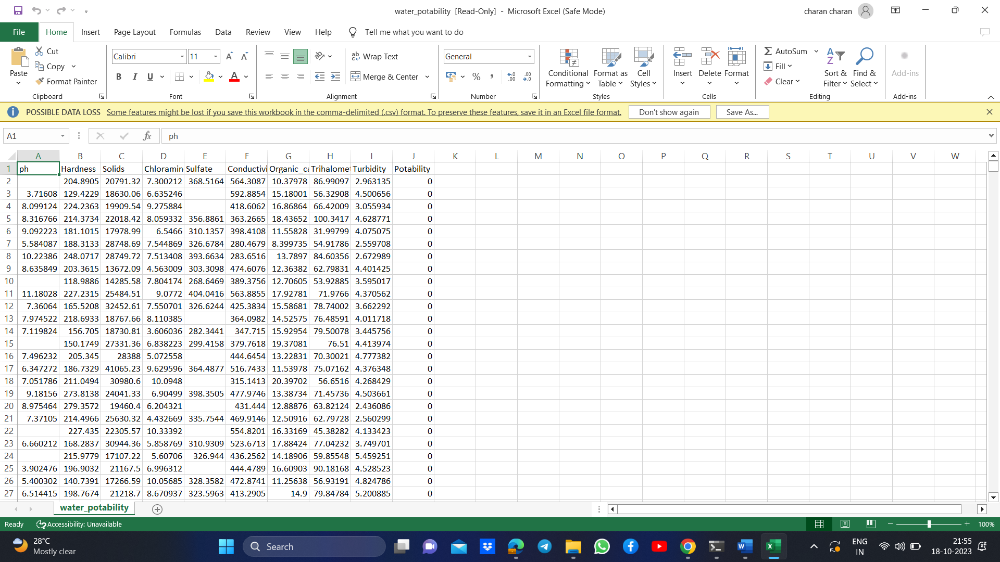 water_potability [Read-Only] - Microsoft Excel (Safe Mode)
charan charan
File Home Insert Page Layout Formulas Data Review View Help Tell me what you want to do
Paste
Cut
Copy
Format Painter
Clipboard
Calibri 11
B I U
Font
Wrap Text
Merge & Center
Alignment
General
% ,
Number
Conditional Formatting
Format as Table
Cell Styles
Styles
Insert Delete Format
Cells
AutoSum
Fill
Clear
Sort & Filter
Find & Select
Editing
Add-ins
Add-ins
POSSIBLE DATA LOSS Some features might be lost if you save this workbook in the comma-delimited (.csv) format. To preserve these features, save it in an Excel file format. Don't show again Save As...
A1 fx ph
A B C D E F G H I J K L M N O P Q R S T U V W
1 ph Hardness Solids Chloramin Sulfate Conductivi Organic_ca Trihalomet Turbidity Potability
2 204.8905 20791.32 7.300212 368.5164 564.3087 10.37978 86.99097 2.963135 0
3 3.71608 129.4229 18630.06 6.635246 592.8854 15.18001 56.32908 4.500656 0
4 8.099124 224.2363 19909.54 9.275884 418.6062 16.86864 66.42009 3.055934 0
5 8.316766 214.3734 22018.42 8.059332 356.8861 363.2665 18.43652 100.3417 4.628771 0
6 9.092223 181.1015 17978.99 6.5466 310.1357 398.4108 11.55828 31.99799 4.075075 0
7 5.584087 188.3133 28748.69 7.544869 326.6784 280.4679 8.399735 54.91786 2.559708 0
8 10.22386 248.0717 28749.72 7.513408 393.6634 283.6516 13.7897 84.60356 2.672989 0
9 8.635849 203.3615 13672.09 4.563009 303.3098 474.6076 12.36382 62.79831 4.401425 0
10 118.9886 14285.58 7.804174 268.6469 389.3756 12.70605 53.92885 3.595017 0
11 11.18028 227.2315 25484.51 9.0772 404.0416 563.8855 17.92781 71.9766 4.370562 0
12 7.36064 165.5208 32452.61 7.550701 326.6244 425.3834 15.58681 78.74002 3.662292 0
13 7.974522 218.6933 18767.66 8.110385 364.0982 14.52575 76.48591 4.011718 0
14 7.119824 156.705 18730.81 3.606036 282.3441 347.715 15.92954 79.50078 3.445756 0
15 150.1749 27331.36 6.838223 299.4158 379.7618 19.37081 76.51 4.413974 0
16 7.496232 205.345 28388 5.072558 444.6454 13.22831 70.30021 4.777382 0
17 6.347272 186.7329 41065.23 9.629596 364.4877 516.7433 11.53978 75.07162 4.376348 0
18 7.051786 211.0494 30980.6 10.0948 315.1413 20.39702 56.6516 4.268429 0
19 9.18156 273.8138 24041.33 6.90499 398.3505 477.9746 13.38734 71.45736 4.503661 0
20 8.975464 279.3572 19460.4 6.204321 431.444 12.88876 63.82124 2.436086 0
21 7.37105 214.4966 25630.32 4.432669 335.7544 469.9146 12.50916 62.79728 2.560299 0
22 227.435 22305.57 10.33392 554.8201 16.33169 45.38282 4.133423 0
23 6.660212 168.2837 30944.36 5.858769 310.9309 523.6713 17.88424 77.04232 3.749701 0
24 215.9779 17107.22 5.60706 326.944 436.2562 14.18906 59.85548 5.459251 0
25 3.902476 196.9032 21167.5 6.996312 444.4789 16.60903 90.18168 4.528523 0
26 5.400302 140.7391 17266.59 10.05685 328.3582 472.8741 11.25638 56.93191 4.824786 0
27 6.514415 198.7674 21218.7 8.670937 323.5963 413.2905 14.9 79.84784 5.200885 0
water_potability
Ready Accessibility: Unavailable 100%
28°C
Mostly clear
Search
ENG
IN
21:55
18-10-2023